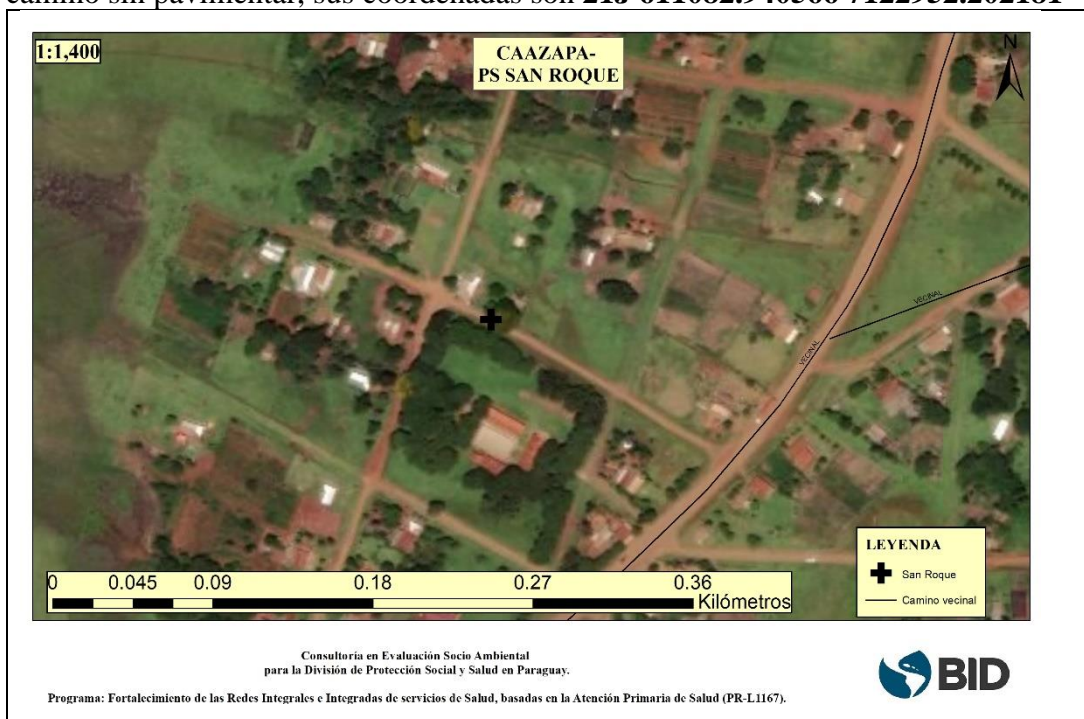 camino sin pavimentar, sus coordenadas son 21J 611082.940566 7122952.202181
1:1,400
CAAZAPA-
PS SAN ROQUE
N
VECINAL
VECINAL
LEYENDA
San Roque
Camino vecinal
0 0.045 0.09 0.18 0.27 0.36
Kilómetros
Consultoría en Evaluación Socio Ambiental
para la División de Protección Social y Salud en Paraguay.
Programa: Fortalecimiento de las Redes Integrales e Integradas de servicios de Salud, basadas en la Atención Primaria de Salud (PR-L1167).
BID